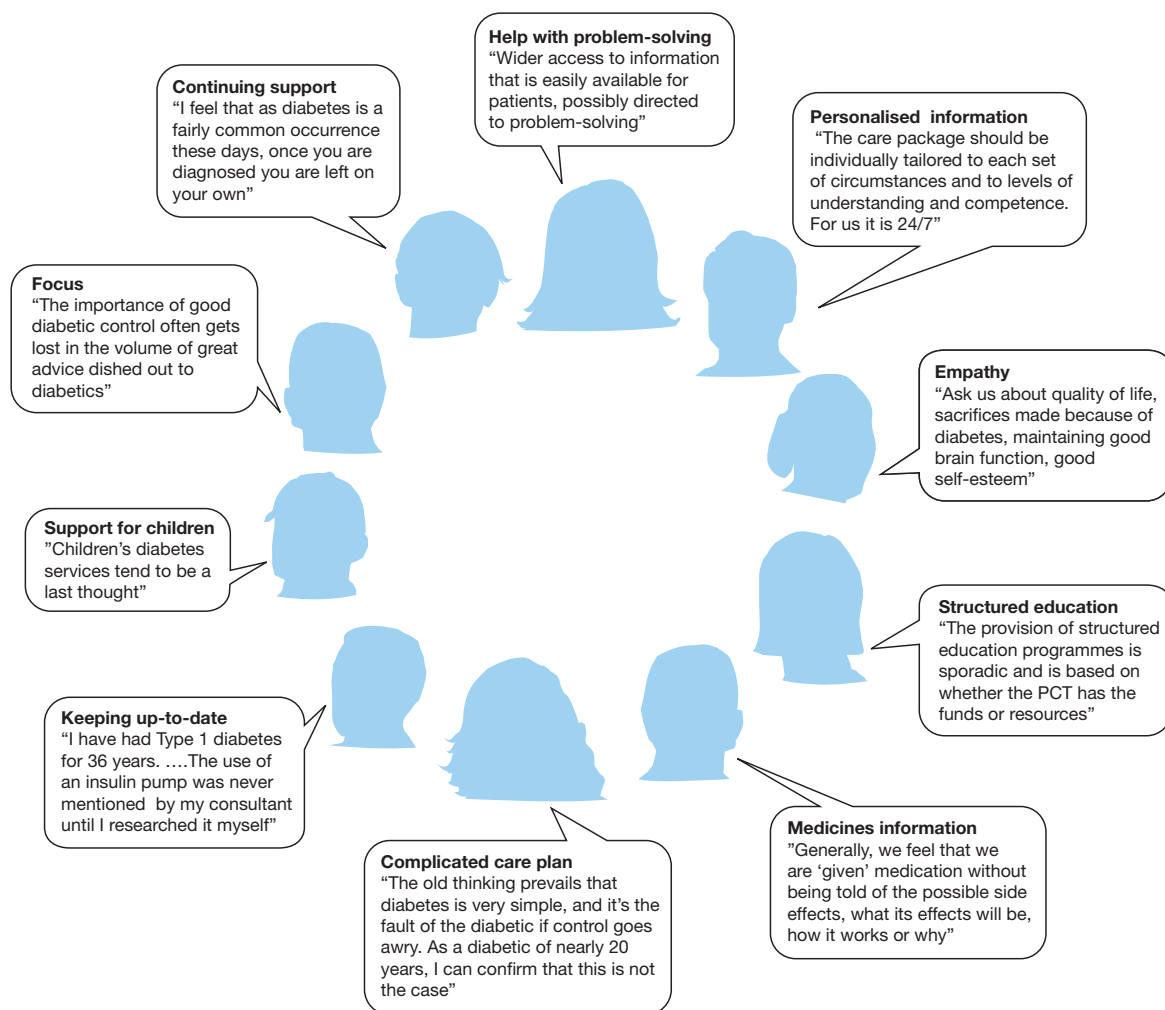 Help with problem-solving
“Wider access to information
that is easily available for
patients, possibly directed
to problem-solving”
Continuing support
“I feel that as diabetes is a
fairly common occurrence
these days, once you are
diagnosed you are left on
your own”
Personalised  information
“The care package should be
individually tailored to each set
of circumstances and to levels of
understanding and competence.
For us it is 24/7”
Focus
“The importance of good
diabetic control often gets
lost in the volume of great
advice dished out to
diabetics”
Empathy
“Ask us about quality of life,
sacrifices made because of
diabetes, maintaining good
brain function, good
self-esteem”
Support for children
”Children’s diabetes
services tend to be a
last thought”
Structured education
“The provision of structured
education programmes is
sporadic and is based on
whether the PCT has the
funds or resources”
Keeping up-to-date
“I have had Type 1 diabetes
for 36 years. ….The use of
an insulin pump was never
mentioned  by my consultant
until I researched it myself”
Medicines information
”Generally, we feel that we
are ‘given’ medication without
being told of the possible side
effects, what its effects will be,
how it works or why”
Complicated care plan
“The old thinking prevails that
diabetes is very simple, and it’s the
fault of the diabetic if control goes
awry. As a diabetic of nearly 20
years, I can confirm that this is not
the case”